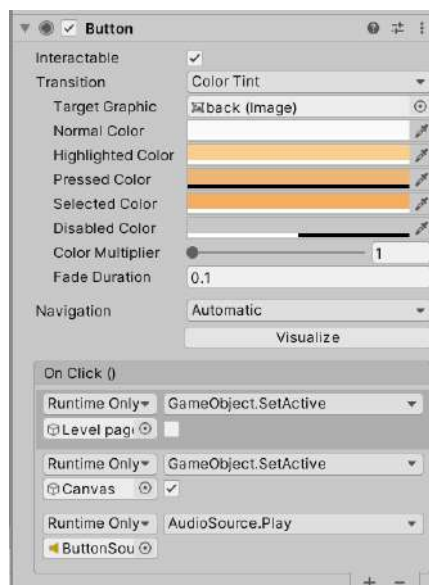 Button
Interactable
Transition Color Tint
Target Graphic back (Image)
Normal Color
Highlighted Color
Pressed Color
Selected Color
Disabled Color
Color Multiplier 1
Fade Duration 0.1
Navigation Automatic
Visualize
On Click ()
Runtime Only GameObject.SetActive
Level page
Runtime Only GameObject.SetActive
Canvas
Runtime Only AudioSource.Play
ButtonSou